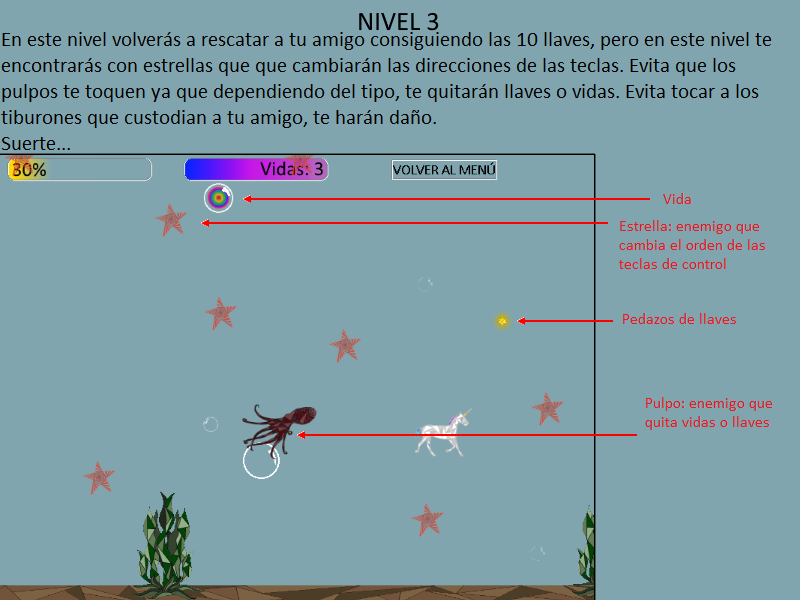 NIVEL 3
En este nivel volverás a rescatar a tu amigo consiguiendo las 10 llaves, pero en este nivel te
encontrarás con estrellas que que cambiarán las direcciones de las teclas. Evita que los
pulpos te toquen ya que dependiendo del tipo, te quitarán llaves o vidas. Evita tocar a los
tiburones que custodian a tu amigo, te harán daño.
Suerte...
30%
Vidas: 3
VOLVER AL MENÚ
Vida
Estrella: enemigo que
cambia el orden de las
teclas de control
Pedazos de llaves
Pulpo: enemigo que
quita vidas o llaves